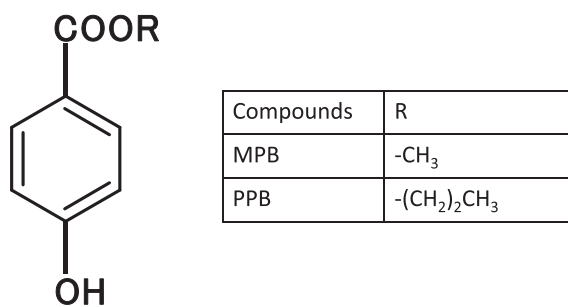 COOR
Compounds R
MPB -CH₃
PPB -(CH₂)₂CH₃
OH